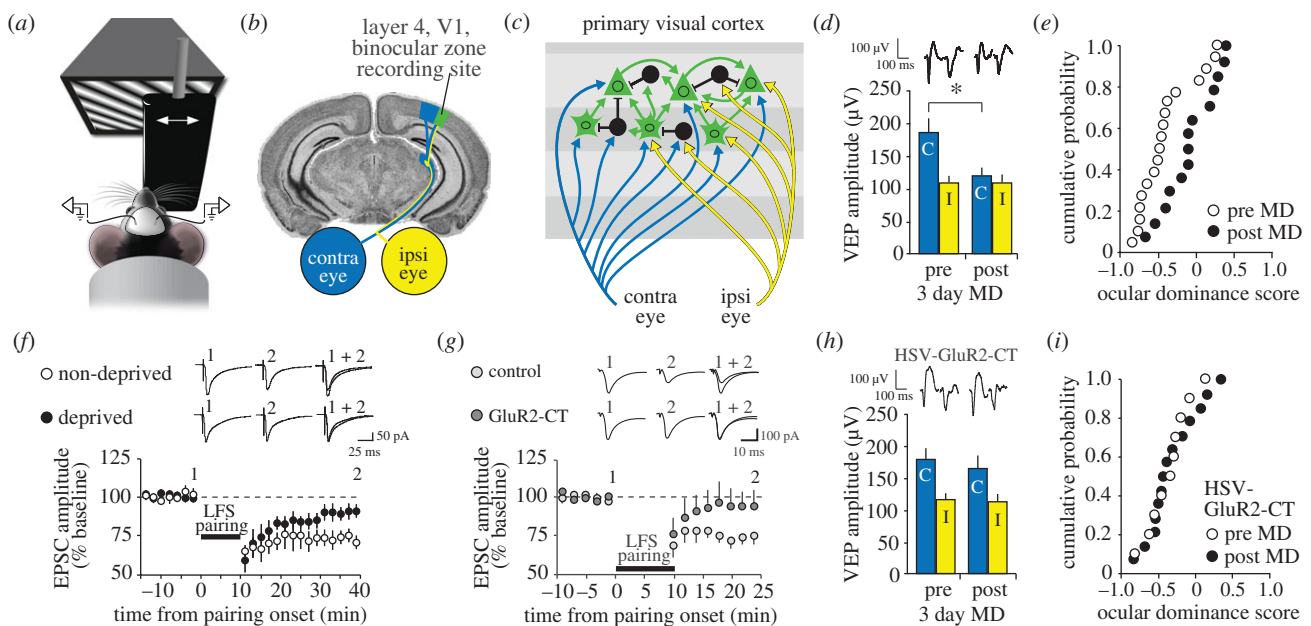 (a)
(b)
layer 4, V1,
binocular zone
recording site
contra
eye
ipsi
eye
(c)
primary visual cortex
contra
eye
ipsi
eye
(d)
100 µV
100 ms
*
VEP amplitude (µV)
250
200
150
100
50
0
C
I
C
I
pre
post
3 day MD
(e)
cumulative probability
1.0
0.8
0.6
0.4
0.2
0
pre MD
post MD
−1.0 −0.5 0 0.5 1.0
ocular dominance score
(f)
non-deprived
deprived
1 2 1 + 2
1 2 1 + 2
50 pA
25 ms
EPSC amplitude
(% baseline)
125
100
75
50
1
2
LFS
pairing
−10 0 10 20 30 40
time from pairing onset (min)
(g)
control
GluR2-CT
1 2 1 + 2
1 2 1 + 2
100 pA
10 ms
EPSC amplitude
(% baseline)
125
100
75
50
1
2
LFS
pairing
−10 −5 0 5 10 15 20 25
time from pairing onset (min)
(h)
HSV-GluR2-CT
100 µV
100 ms
VEP amplitude (µV)
250
200
150
100
50
0
C
I
C
I
pre
post
3 day MD
(i)
cumulative probability
1.0
0.8
0.6
0.4
0.2
0
HSV-
GluR2-CT
pre MD
post MD
−1.0 −0.5 0 0.5 1.0
ocular dominance score